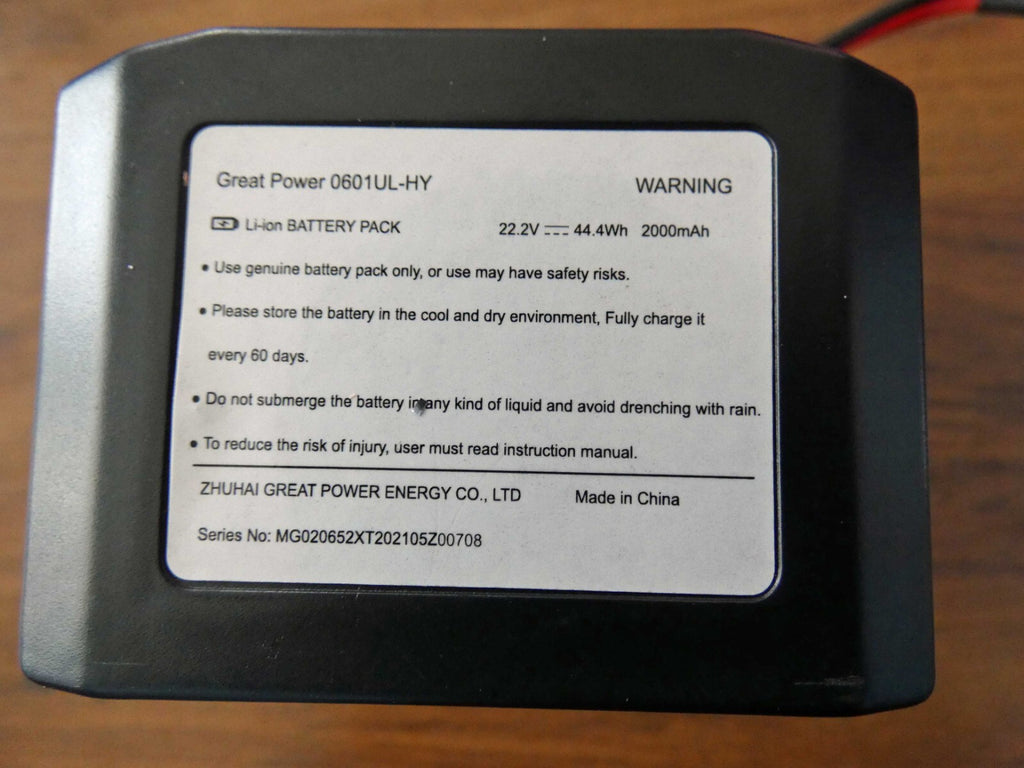 Great Power 0601UL-HY WARNING
Li-ion BATTERY PACK 22.2V ⎓ 44.4Wh 2000mAh
• Use genuine battery pack only, or use may have safety risks.
• Please store the battery in the cool and dry environment, Fully charge it
every 60 days.
• Do not submerge the battery in any kind of liquid and avoid drenching with rain.
• To reduce the risk of injury, user must read instruction manual.
ZHUHAI GREAT POWER ENERGY CO., LTD Made in China
Series No: MG020652XT202105Z00708